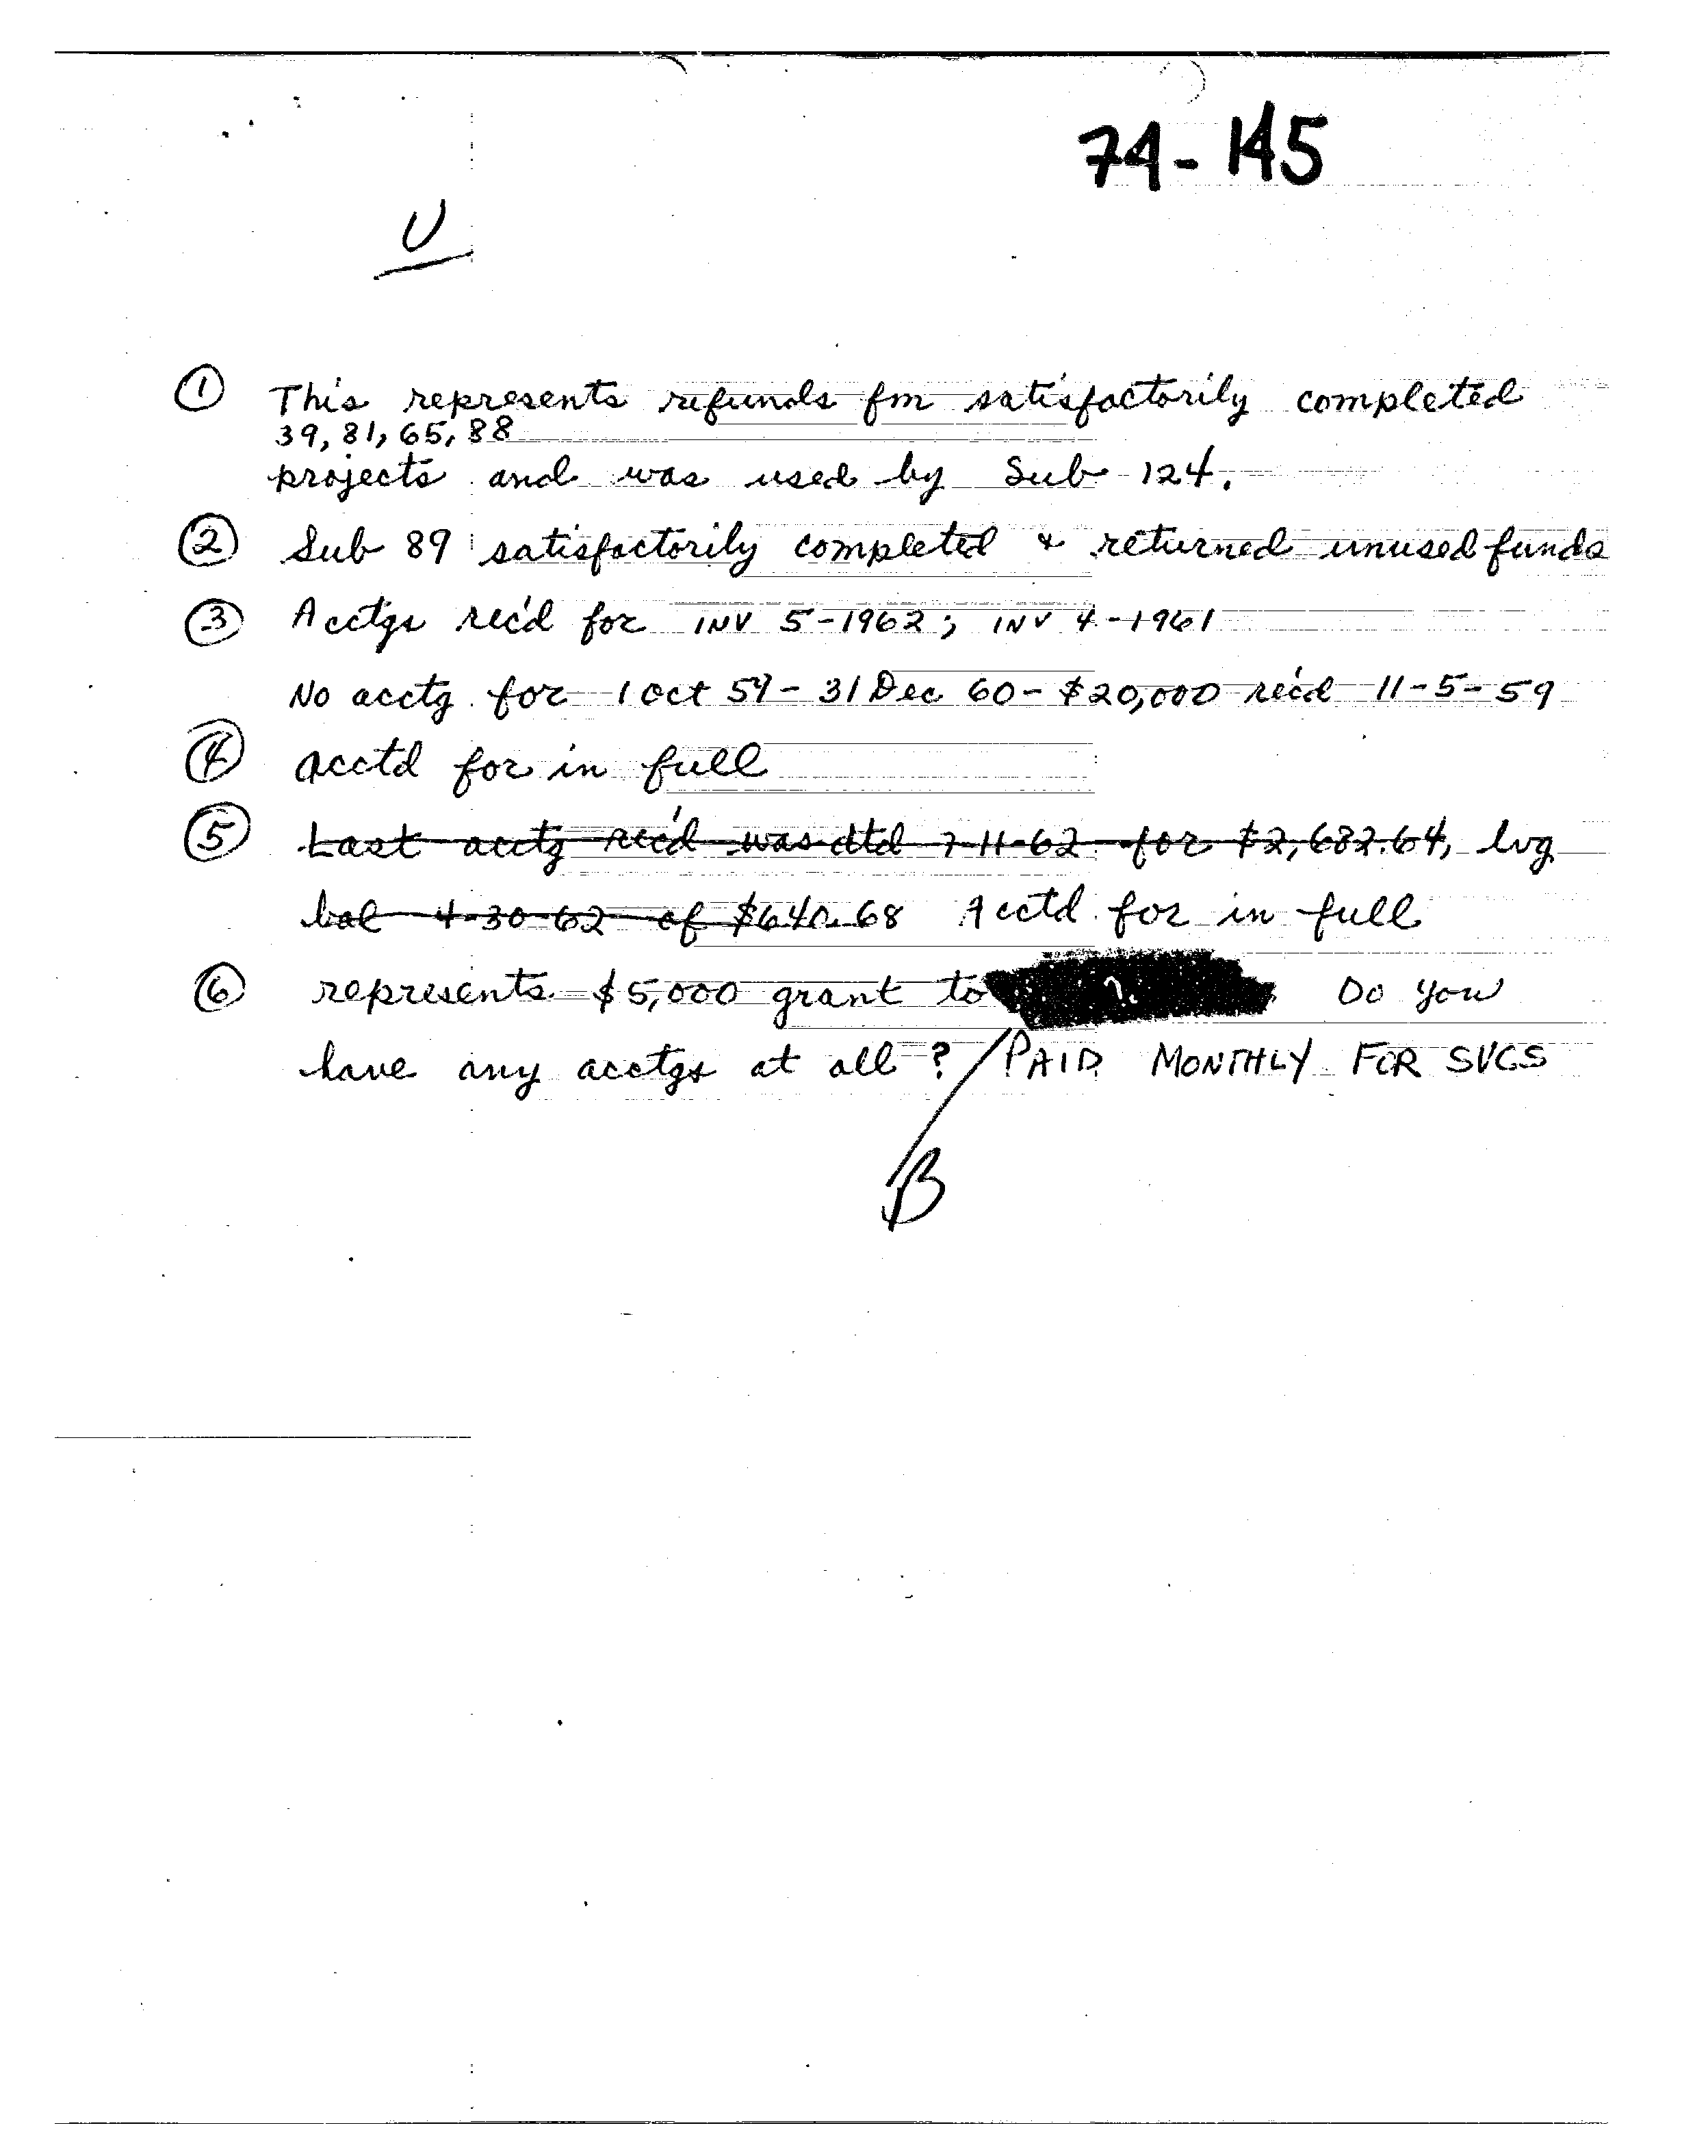 74-145
U
① This represents refunds fm satisfactorily completed
39, 81, 65, 88
projects and was used by Sub 124.
② Sub 89 satisfactorily completed & returned unused funds
③ Acctgs rec'd for INV 5-1962; INV 4-1961
No acctg for 1 Oct 59 - 31 Dec 60 - $20,000 rec'd 11-5-59
④ acctd for in full
⑤ Last acctg rec'd was dtd 7-11-62 for $2,682.64, lvg
bal 4-30-62 of $640.68 Acctd for in full
⑥ represents $5,000 grant to Do you
have any acctgs at all? / PAID MONTHLY FOR SVCS
B